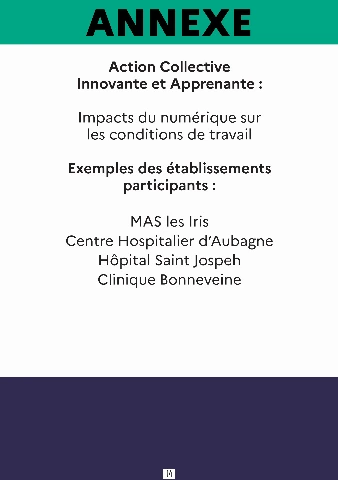 ANNEXE
Action Collective
Innovante et Apprenante :
Impacts du numérique sur
les conditions de travail
Exemples des établissements
participants :
MAS les Iris
Centre Hospitalier d'Aubagne
Hôpital Saint Jospeh
Clinique Bonneveine